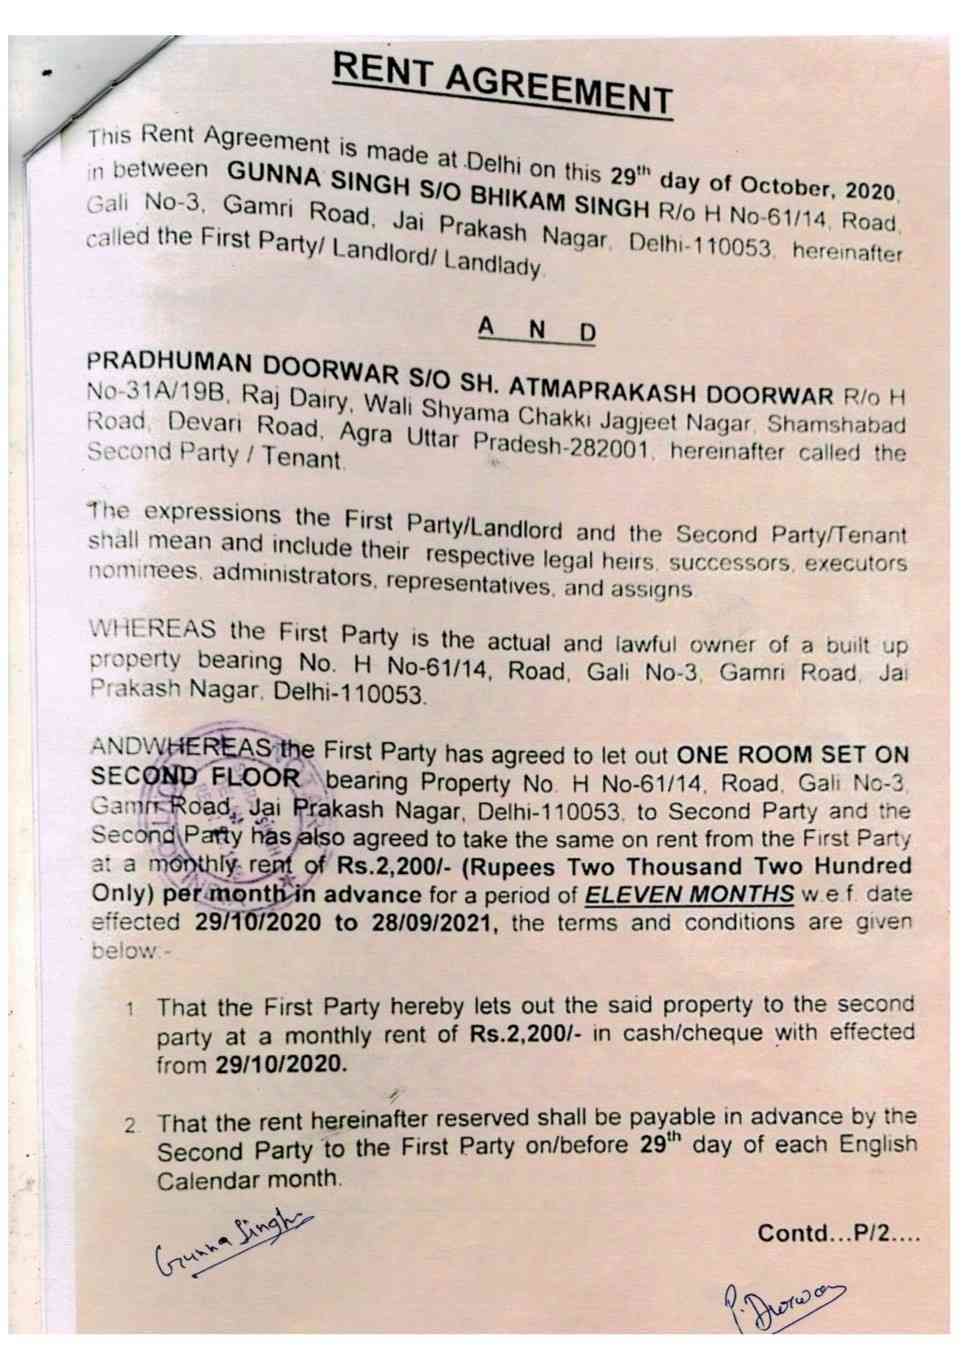 RENT AGREEMENT
This Rent Agreement is made at Delhi on this 29th day of October, 2020,
in between GUNNA SINGH S/O BHIKAM SINGH R/o H No-61/14, Road,
Gali No-3, Gamri Road, Jai Prakash Nagar, Delhi-110053, hereinafter
called the First Party/ Landlord/ Landlady.
A N D
PRADHUMAN DOORWAR S/O SH. ATMAPRAKASH DOORWAR R/o H
No-31A/19B, Raj Dairy, Wali Shyama Chakki Jagjeet Nagar, Shamshabad
Road, Devari Road, Agra Uttar Pradesh-282001, hereinafter called the
Second Party / Tenant.
The expressions the First Party/Landlord and the Second Party/Tenant
shall mean and include their respective legal heirs, successors, executors
nominees, administrators, representatives, and assigns.
WHEREAS the First Party is the actual and lawful owner of a built up
property bearing No. H No-61/14, Road, Gali No-3, Gamri Road, Jai
Prakash Nagar, Delhi-110053.
ANDWHEREAS the First Party has agreed to let out ONE ROOM SET ON
SECOND FLOOR bearing Property No. H No-61/14, Road, Gali No-3,
Gamri Road, Jai Prakash Nagar, Delhi-110053, to Second Party and the
Second Party has also agreed to take the same on rent from the First Party
at a monthly rent of Rs.2,200/- (Rupees Two Thousand Two Hundred
Only) per month in advance for a period of ELEVEN MONTHS w.e.f. date
effected 29/10/2020 to 28/09/2021, the terms and conditions are given
below:-
1. That the First Party hereby lets out the said property to the second
party at a monthly rent of Rs.2,200/- in cash/cheque with effected
from 29/10/2020.
2. That the rent hereinafter reserved shall be payable in advance by the
Second Party to the First Party on/before 29th day of each English
Calendar month.
Gunna Singh
Contd...P/2....
P. Doorwar